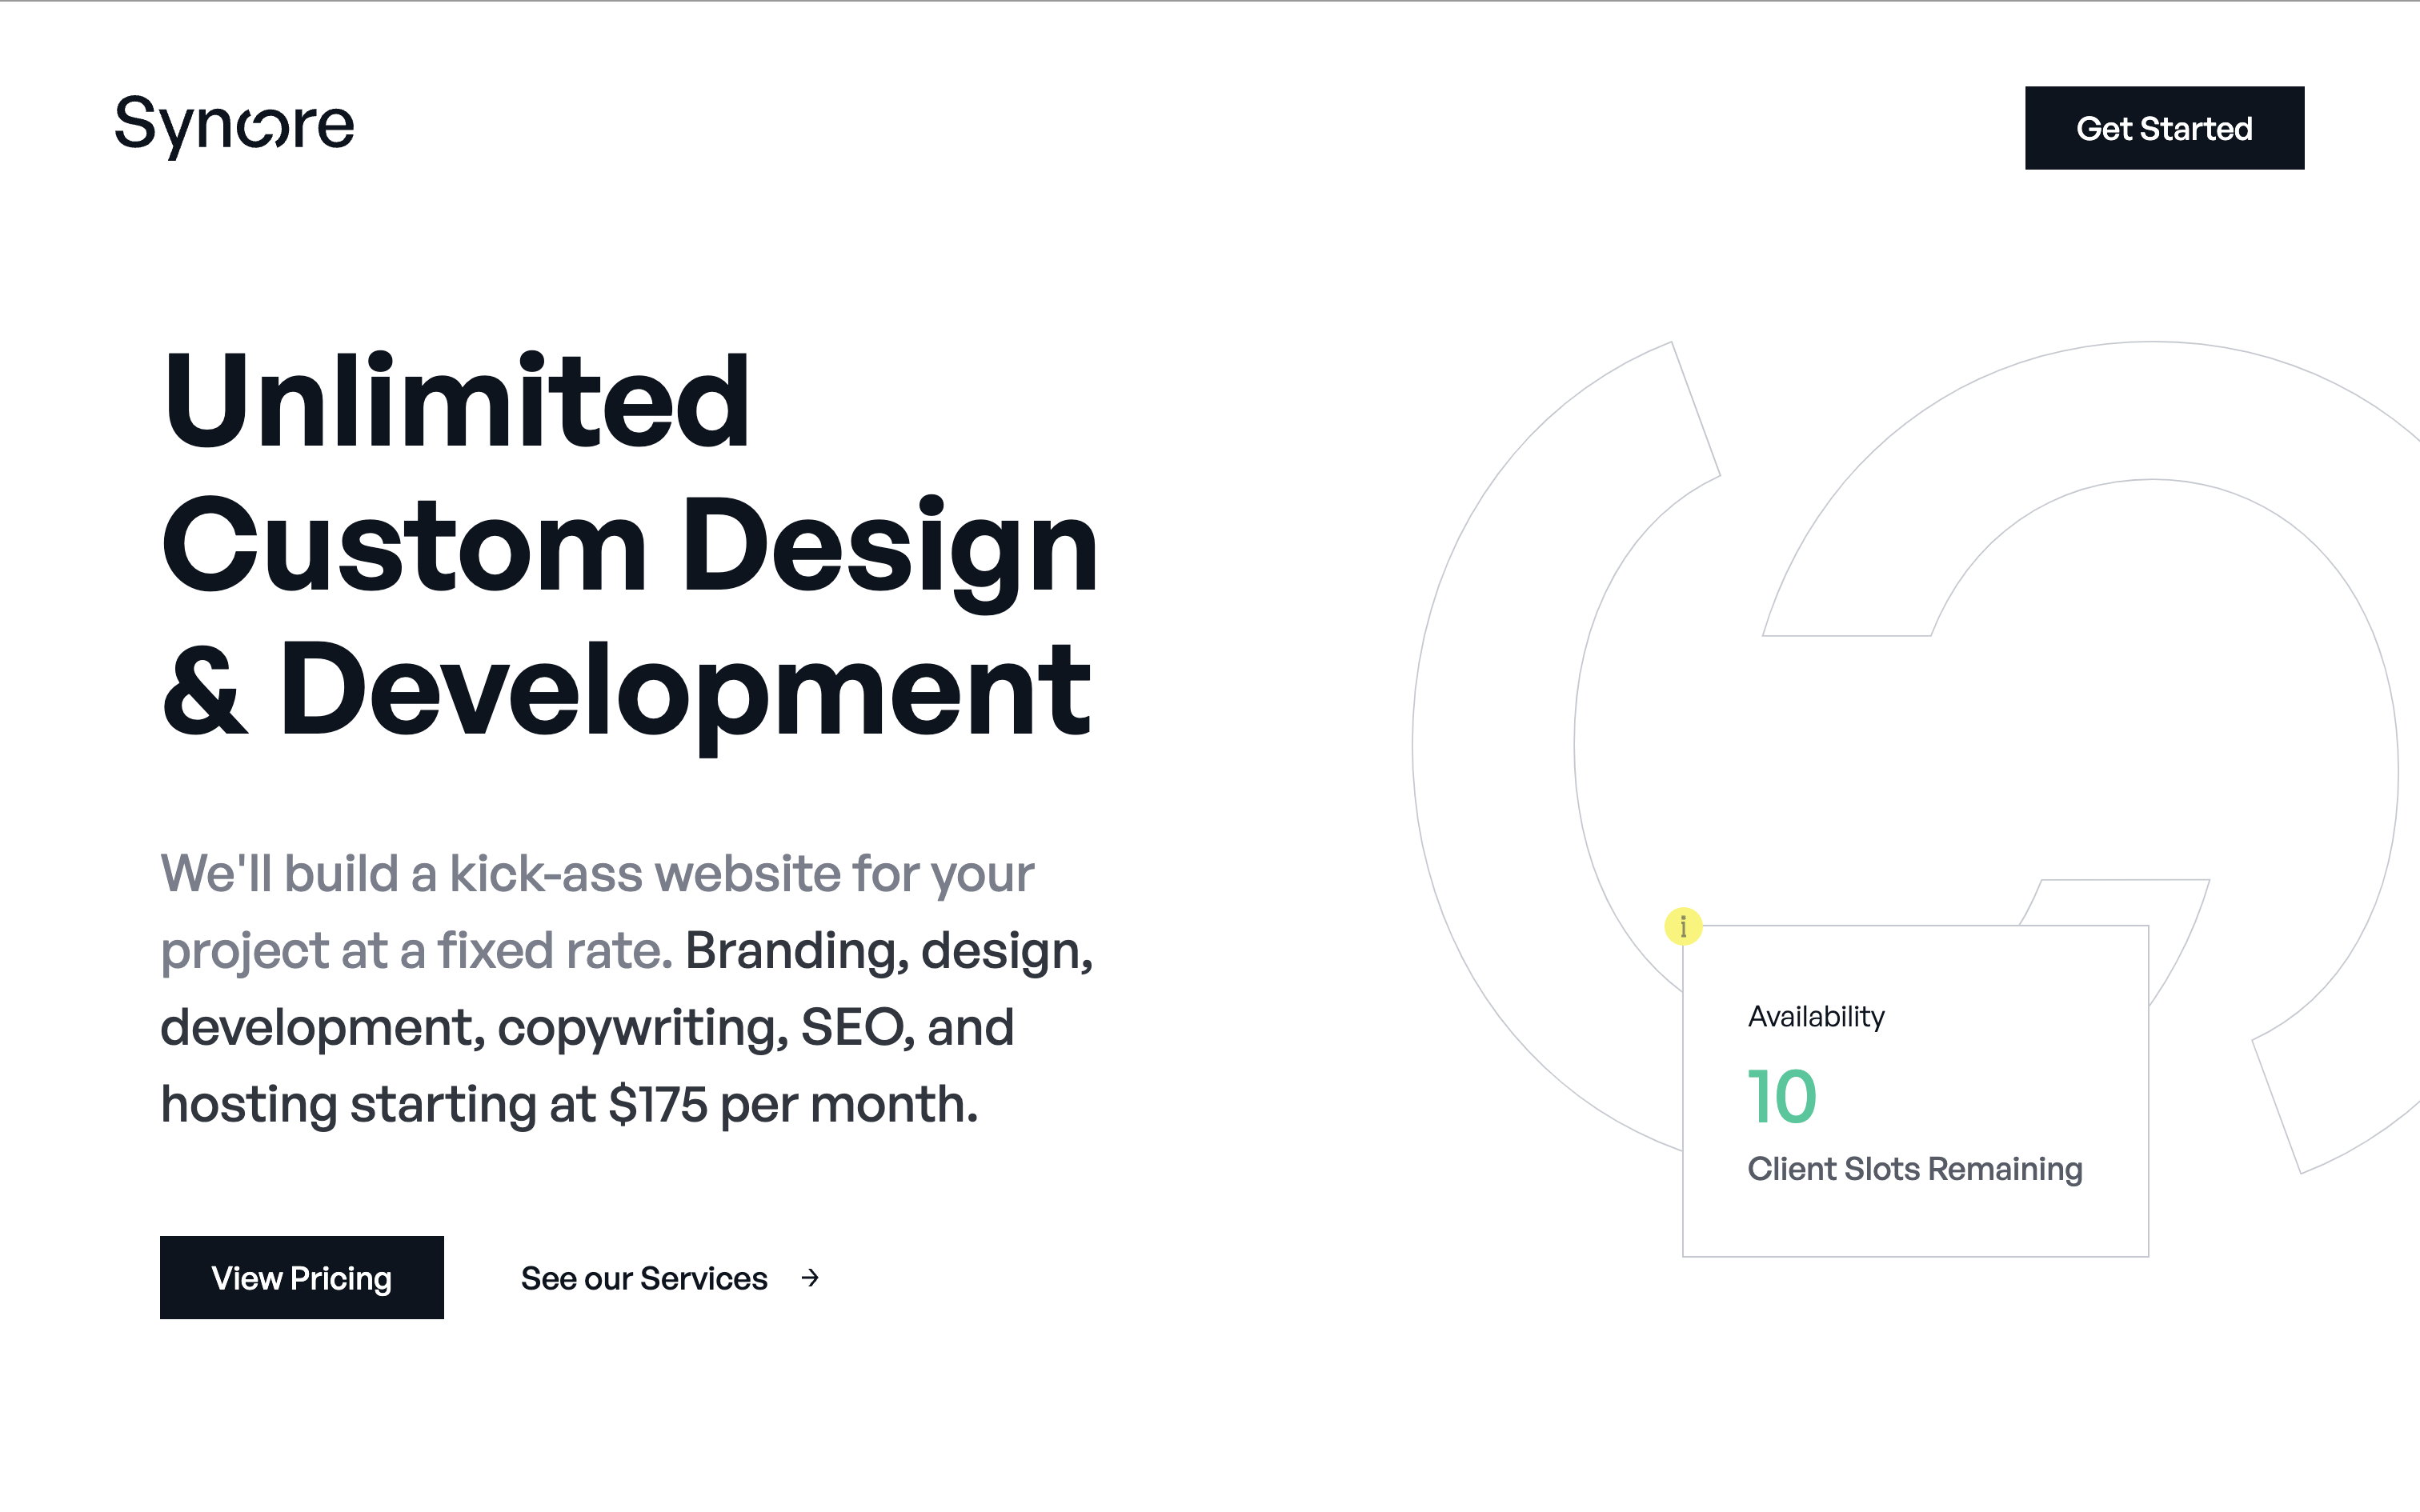 Syncore
Get Started
Unlimited
Custom Design
& Development
We'll build a kick-ass website for your
project at a fixed rate. Branding, design,
development, copywriting, SEO, and
hosting starting at $175 per month.
i
Availability
10
Client Slots Remaining
View Pricing
See our Services →